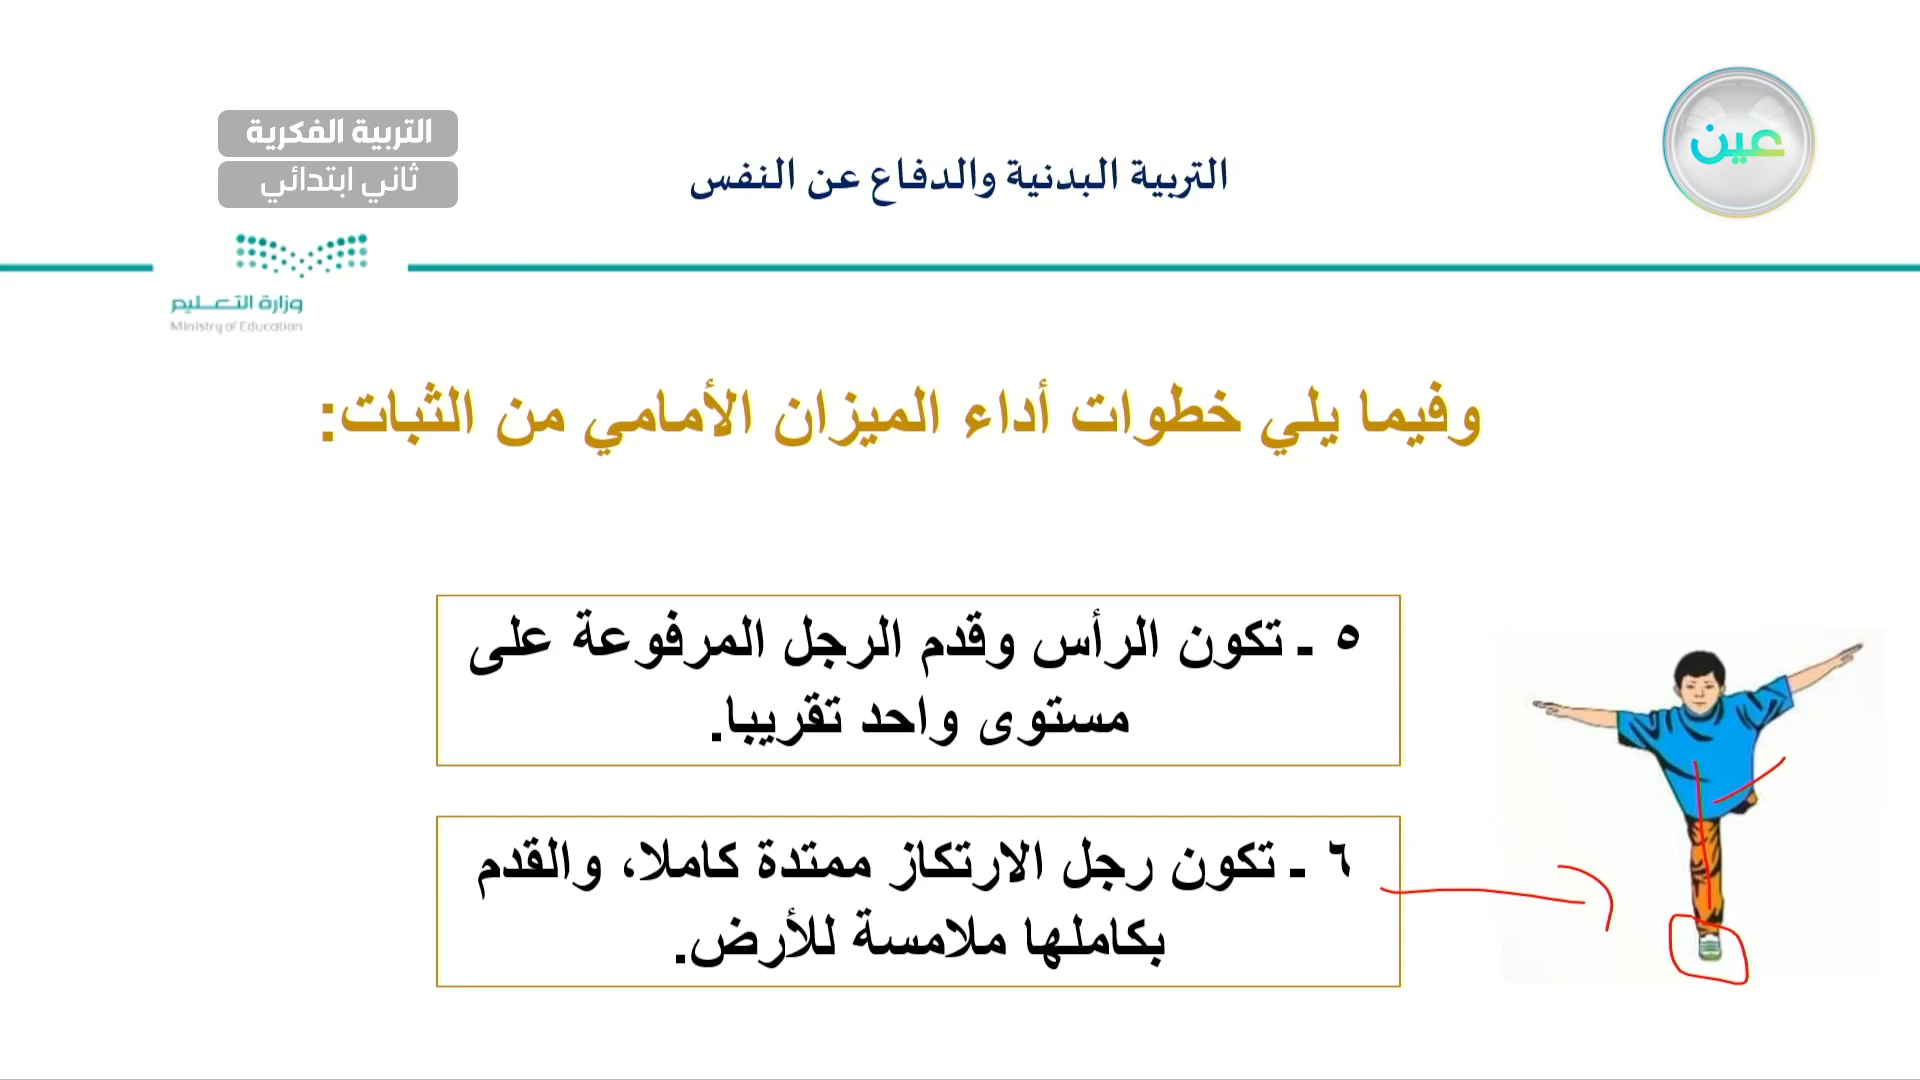 التربية الفكرية
ثاني ابتدائي
التربية البدنية والدفاع عن النفس
عين
وزارة التعليم
Ministry of Education
وفيما يلي خطوات أداء الميزان الأمامي من الثبات:
٥ ـ تكون الرأس وقدم الرجل المرفوعة على
مستوى واحد تقريبا.
٦ ـ تكون رجل الارتكاز ممتدة كاملا، والقدم
بكاملها ملامسة للأرض.